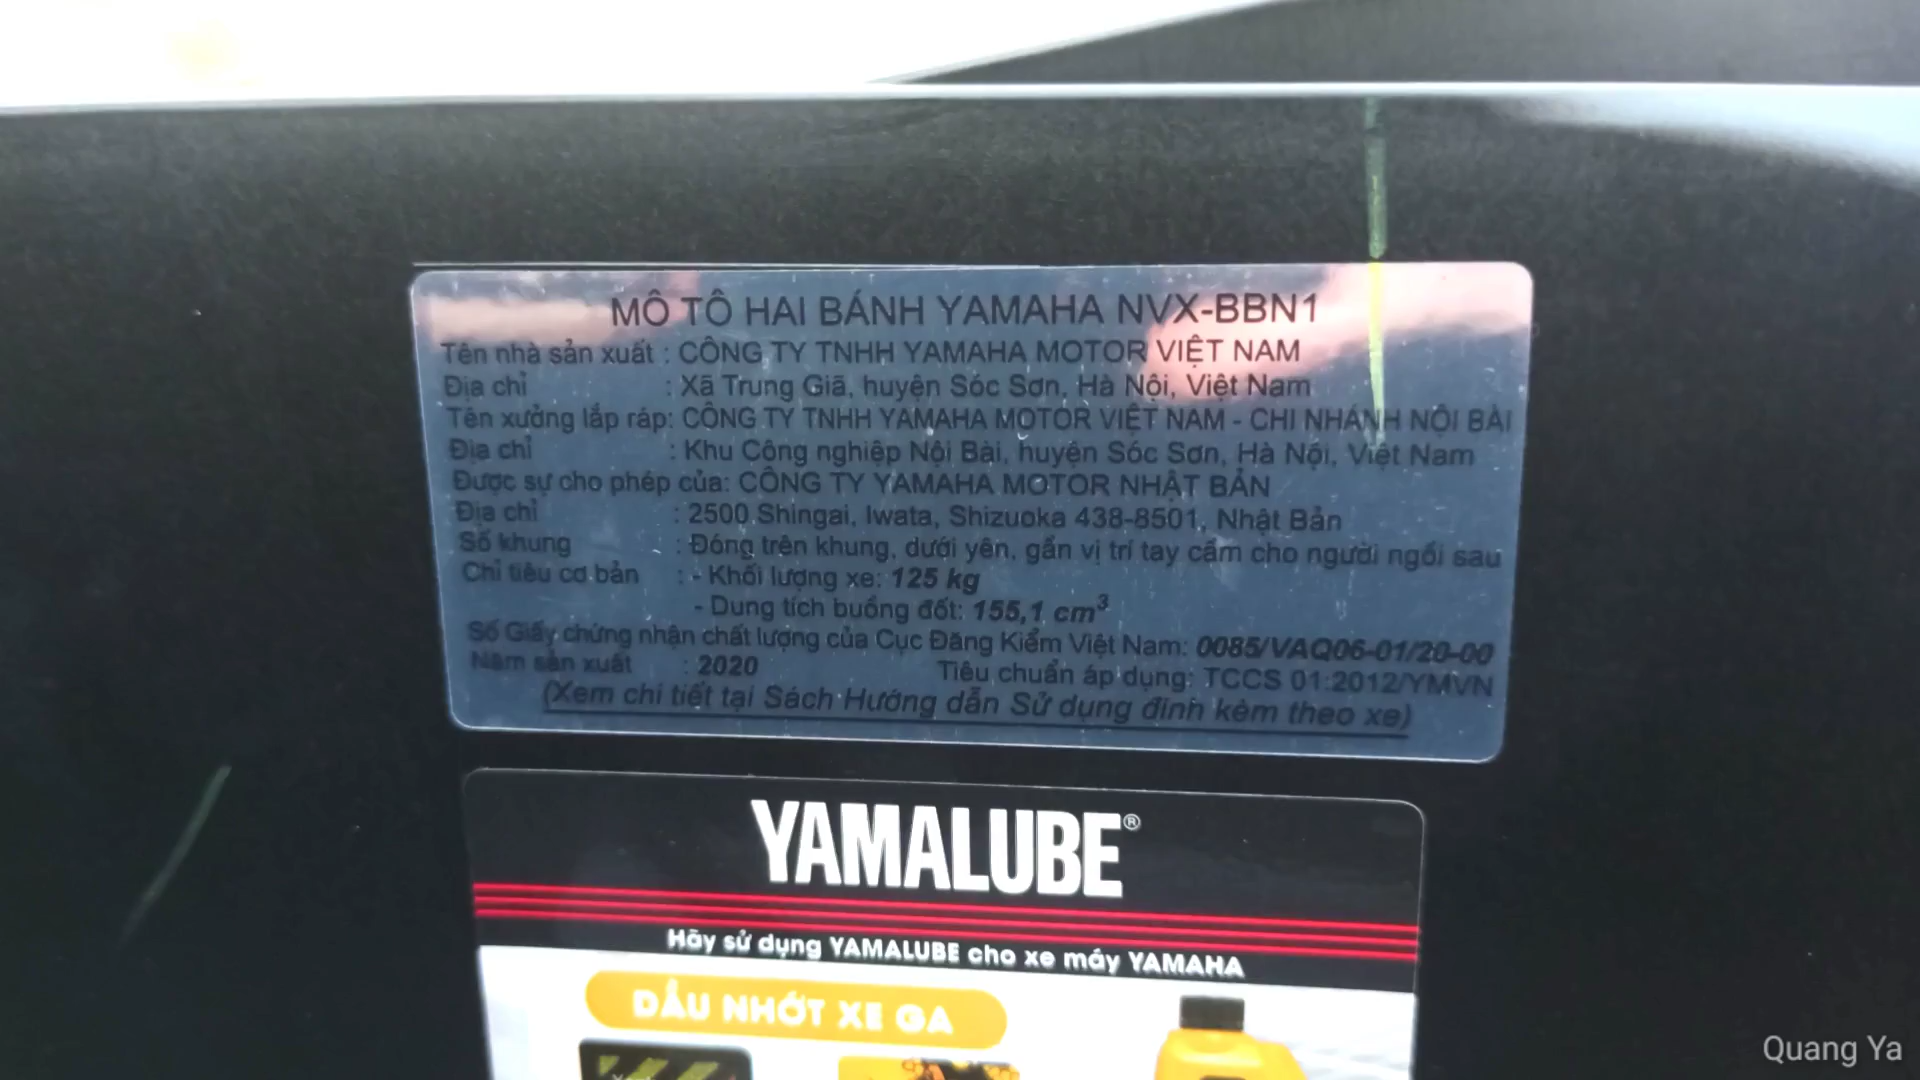 MÔ TÔ HAI BÁNH YAMAHA NVX-BBN1
Tên nhà sản xuất : CÔNG TY TNHH YAMAHA MOTOR VIỆT NAM
Địa chỉ : Xã Trung Giã, huyện Sóc Sơn, Hà Nội, Việt Nam
Tên xưởng lắp ráp: CÔNG TY TNHH YAMAHA MOTOR VIỆT NAM - CHI NHÁNH NỘI BÀI
Địa chỉ : Khu Công nghiệp Nội Bài, huyện Sóc Sơn, Hà Nội, Việt Nam
Được sự cho phép của: CÔNG TY YAMAHA MOTOR NHẬT BẢN
Địa chỉ : 2500 Shingai, Iwata, Shizuoka 438-8501, Nhật Bản
Số khung : Đóng trên khung, dưới yên, gần vị trí tay cầm cho người ngồi sau
Chỉ tiêu cơ bản : - Khối lượng xe: 125 kg
- Dung tích buồng đốt: 155,1 cm³
Số Giấy chứng nhận chất lượng của Cục Đăng Kiểm Việt Nam: 0085/VAQ06-01/20-00
Năm sản xuất : 2020 Tiêu chuẩn áp dụng: TCCS 01:2012/YMVN
(Xem chi tiết tại Sách Hướng dẫn Sử dụng đính kèm theo xe)
YAMALUBE®
Hãy sử dụng YAMALUBE cho xe máy YAMAHA
DẦU NHỚT XE GA
Quang Ya